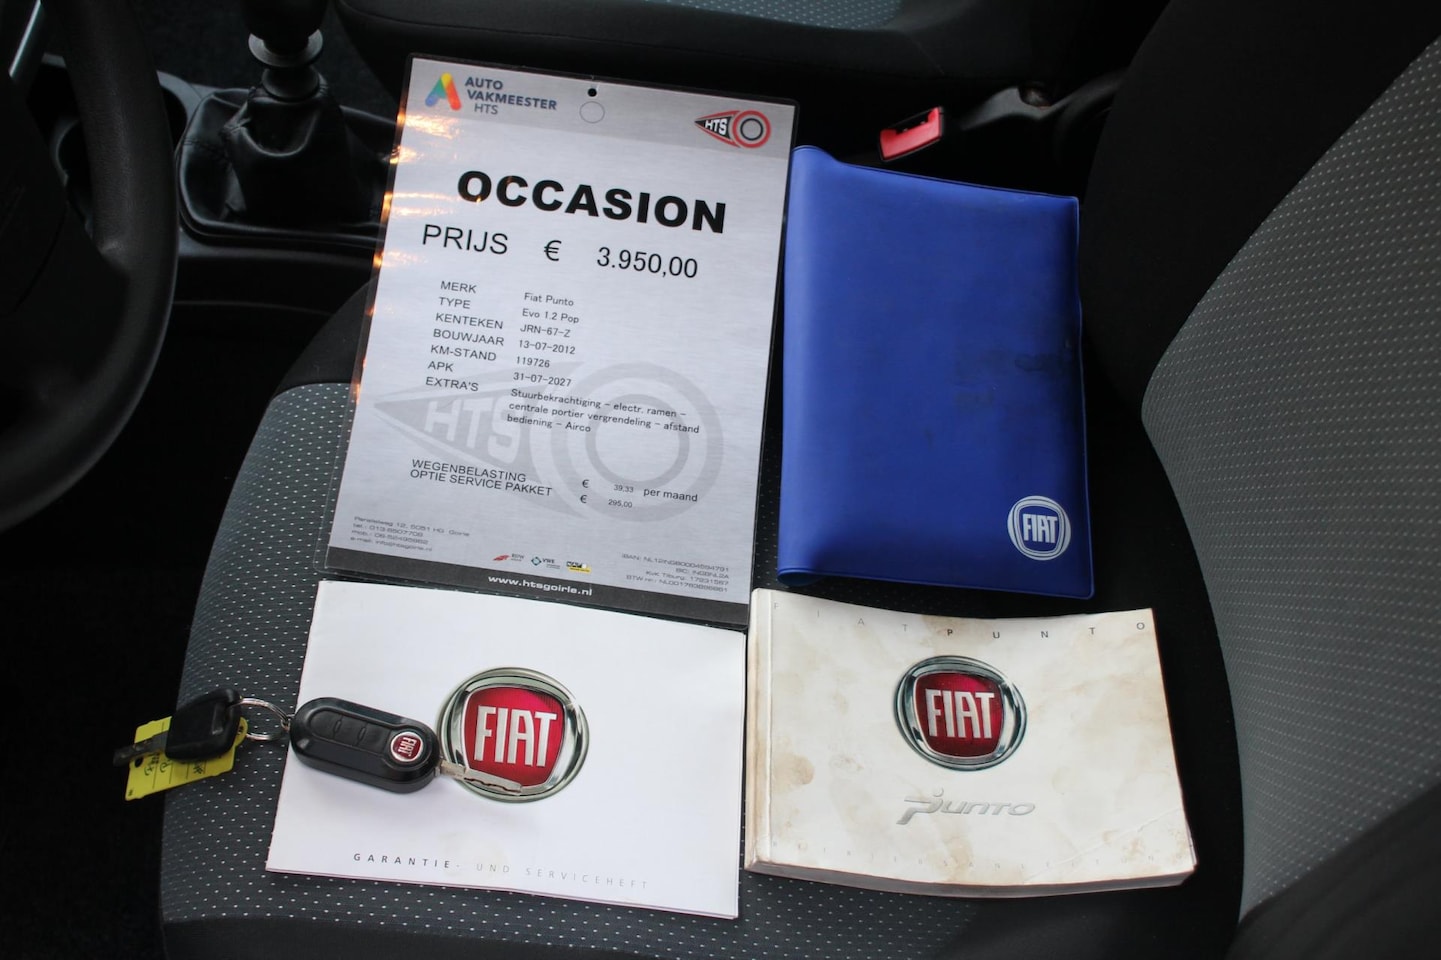 AUTO
VAKMEESTER
HTS
HTS
OCCASION
PRIJS € 3.950,00
MERK Fiat Punto
TYPE Evo 1.2 Pop
KENTEKEN JRN-67-Z
BOUWJAAR 13-07-2012
KM-STAND 119726
APK 31-07-2027
EXTRA'S Stuurbekrachtiging - electr. ramen -
centrale portier vergrendeling - afstand
bediening - Airco
HTS
WEGENBELASTING € 39,33 per maand
OPTIE SERVICE PAKKET € 295,00
www.htsgoirle.nl
FIAT
FIAT
FIAT
GARANTIE- UND SERVICEHEFT
FIAT PUNTO
FIAT
Punto